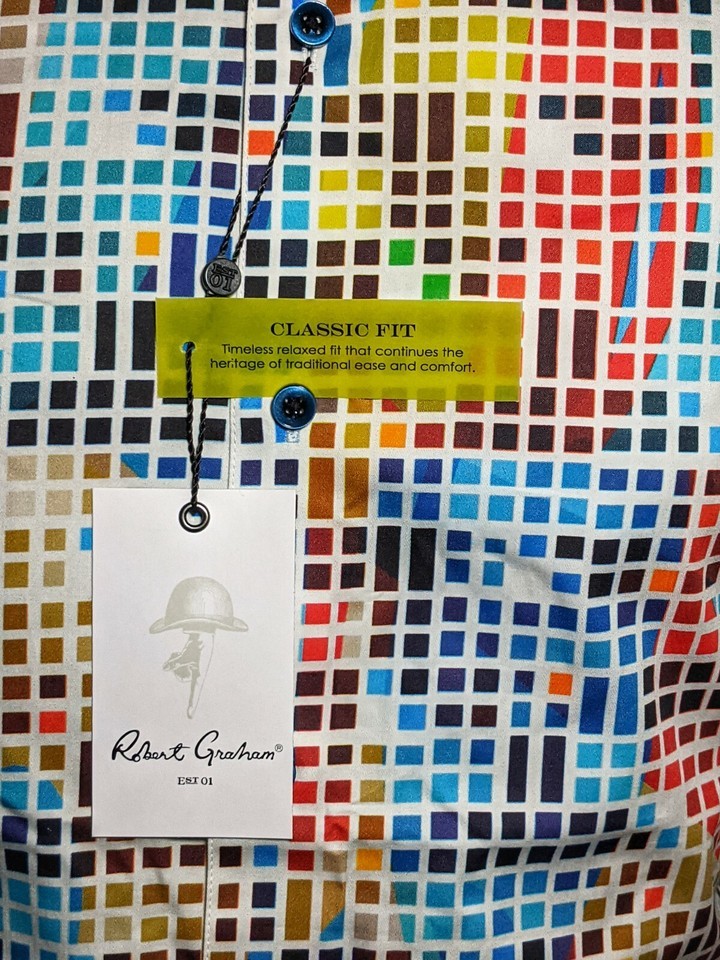 CLASSIC FIT
Timeless relaxed fit that continues the
heritage of traditional ease and comfort.
Robert Graham®
EST 01